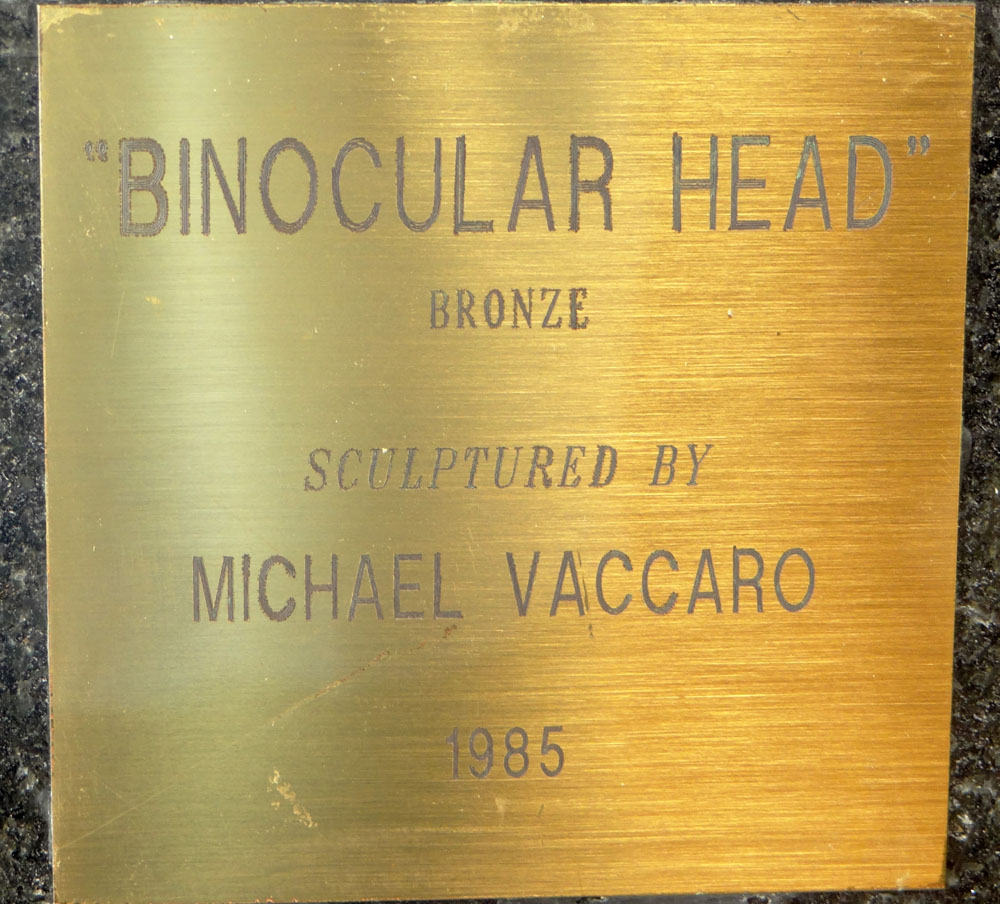 “BINOCULAR HEAD”
BRONZE
SCULPTURED BY
MICHAEL VACCARO
1985